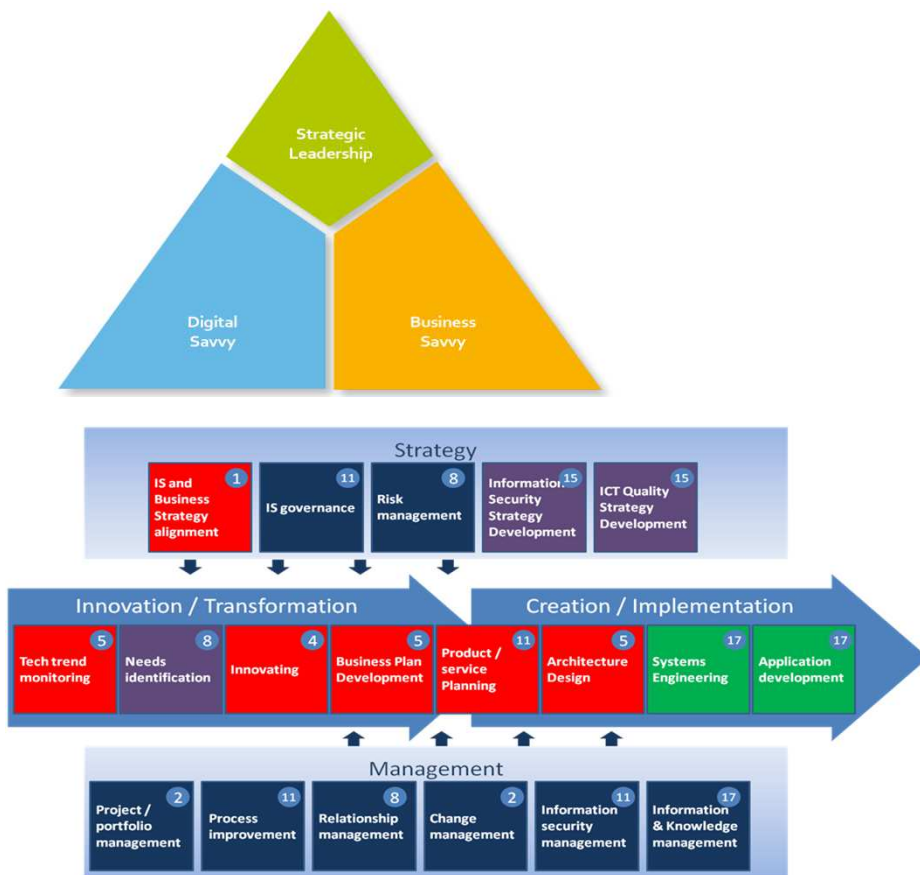 Strategic
Leadership
Digital
Savvy
Business
Savvy
Strategy
IS and
Business
Strategy
alignment
1
IS governance
11
Risk
management
8
Information
Security
Strategy
Development
15
ICT Quality
Strategy
Development
15
Innovation / Transformation
Creation / Implementation
Tech trend
monitoring
5
Needs
identification
8
Innovating
4
Business Plan
Development
5
Product /
service
Planning
11
Architecture
Design
5
Systems
Engineering
17
Application
development
17
Management
Project /
portfolio
management
2
Process
improvement
11
Relationship
management
8
Change
management
2
Information
security
management
11
Information
& Knowledge
management
17